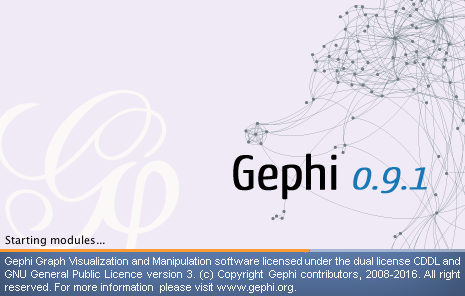 Gephi 0.9.1
Starting modules...
Gephi Graph Visualization and Manipulation software licensed under the dual license CDDL and
GNU General Public Licence version 3. (c) Copyright Gephi contributors, 2008-2016. All right
reserved. For more information  please visit www.gephi.org.